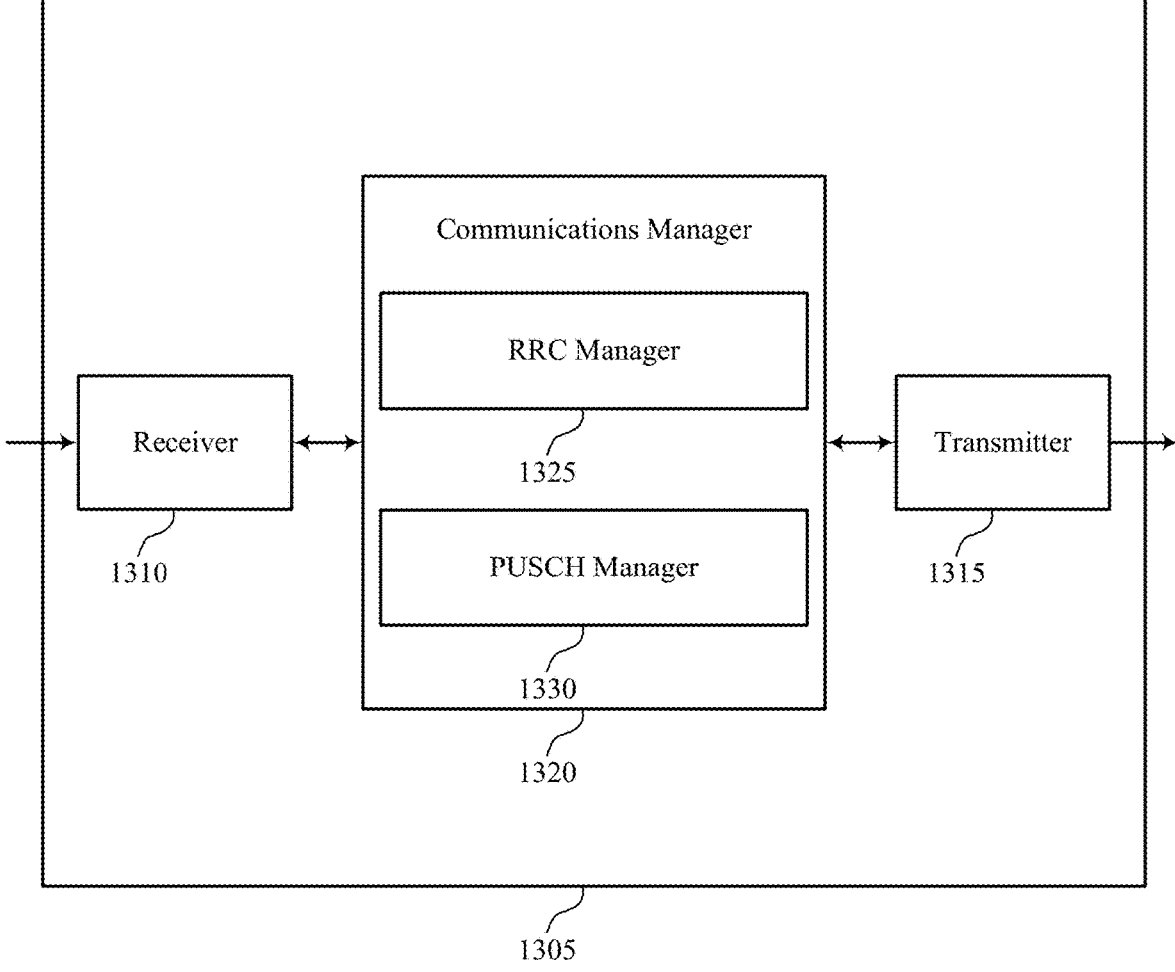 Communications Manager
RRC Manager
1325
Receiver
1310
Transmitter
1315
PUSCH Manager
1330
1320
1305